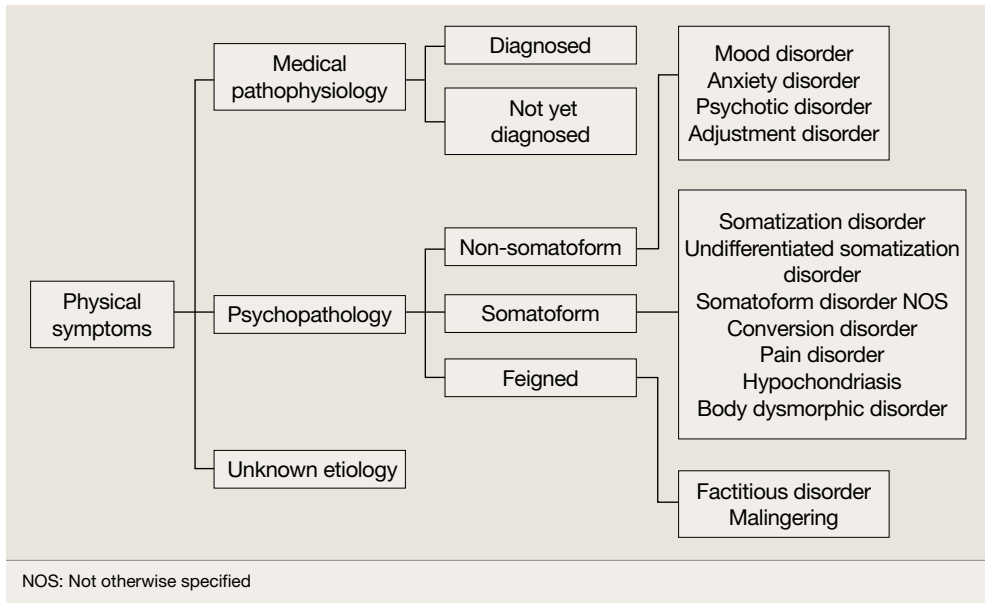 Physical
symptoms
Medical
pathophysiology
Diagnosed
Not yet
diagnosed
Psychopathology
Non-somatoform
Mood disorder
Anxiety disorder
Psychotic disorder
Adjustment disorder
Somatoform
Somatization disorder
Undifferentiated somatization
disorder
Somatoform disorder NOS
Conversion disorder
Pain disorder
Hypochondriasis
Body dysmorphic disorder
Feigned
Factitious disorder
Malingering
Unknown etiology
NOS: Not otherwise specified